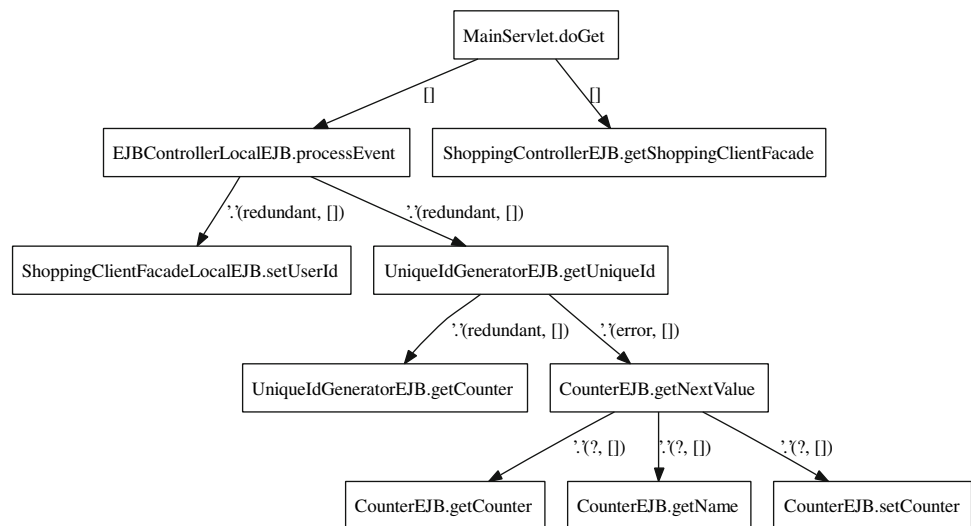 MainServlet.doGet
[]
[]
EJBControllerLocalEJB.processEvent
ShoppingControllerEJB.getShoppingClientFacade
'.'(redundant, [])
'.'(redundant, [])
ShoppingClientFacadeLocalEJB.setUserId
UniqueIdGeneratorEJB.getUniqueId
'.'(redundant, [])
'.'(error, [])
UniqueIdGeneratorEJB.getCounter
CounterEJB.getNextValue
'.'(?, [])
'.'(?, [])
'.'(?, [])
CounterEJB.getCounter
CounterEJB.getName
CounterEJB.setCounter